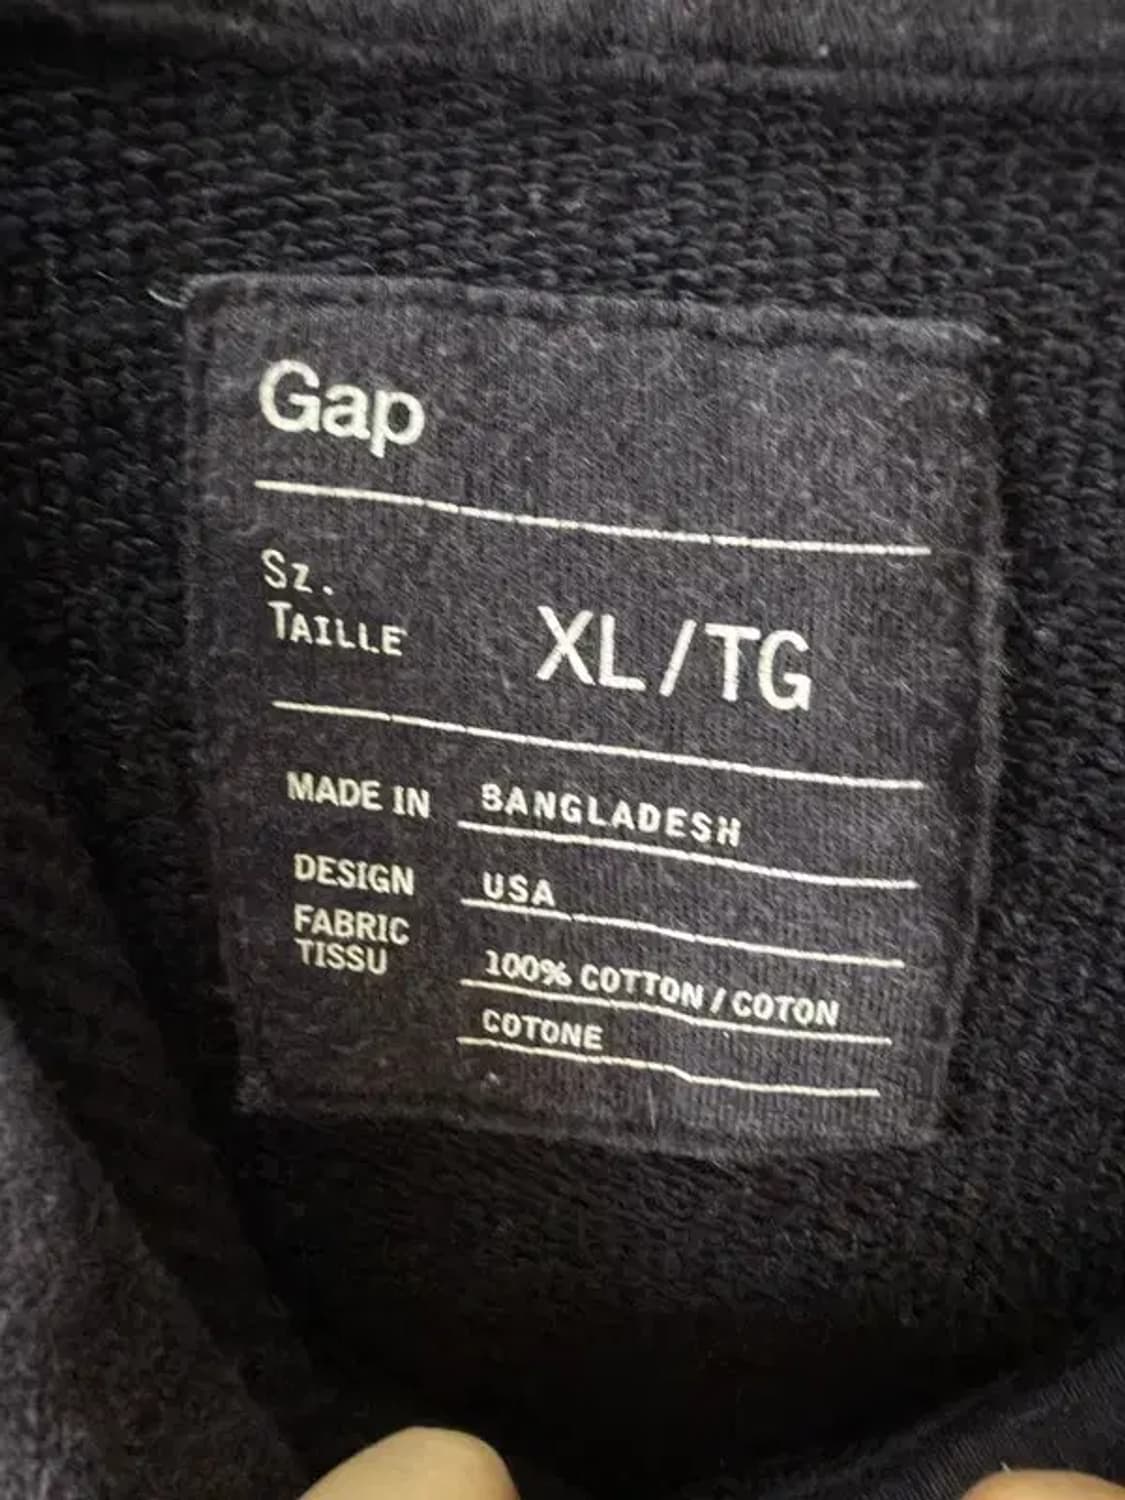 Gap
Sz.
TAILLE
XL/TG
MADE IN BANGLADESH
DESIGN USA
FABRIC
TISSU
100% COTTON / COTON
COTONE